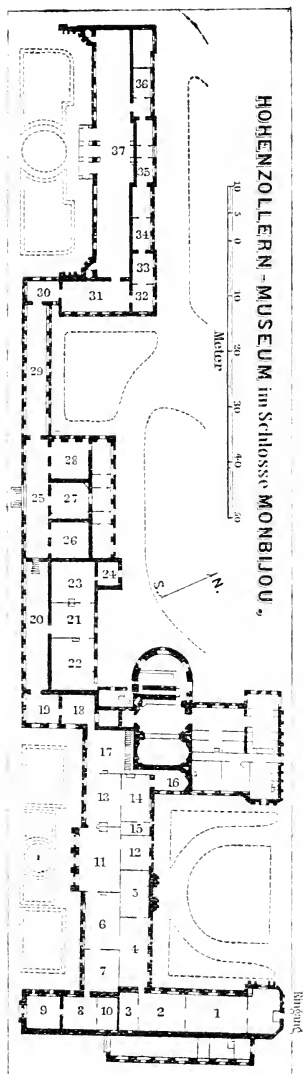 HOHENZOLLERN-MUSEUM im Schlosse MONBIJOU.
10 5 0 10 20 30 40 50
Meter
N.
S.
Eingang
36
37
35
34
33
30 31 32
29
28
25 27
26
24
23
20 21
22
19 18
17
16
13 14
15
11 12
5
6
4
7
9 8 10 3 2 1